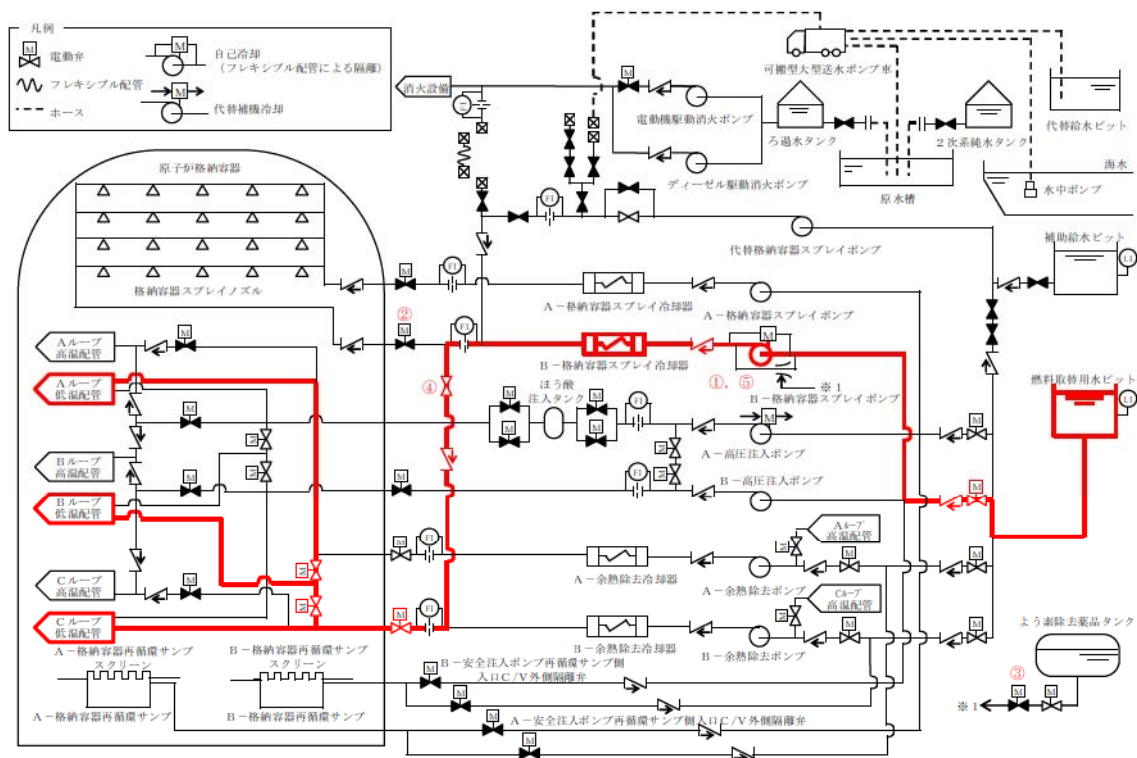 凡例
M
電動弁
フレキシブル配管
ホース
M
自己冷却
（フレキシブル配管による隔離）
M
代替補機冷却
消火設備
M
電動機駆動消火ポンプ
ディーゼル駆動消火ポンプ
可搬型大型送水ポンプ車
ろ過水タンク
２次系純水タンク
原水槽
代替給水ピット
海水
水中ポンプ
原子炉格納容器
格納容器スプレイノズル
FI
代替格納容器スプレイポンプ
補助給水ピット
LI
M
FI
A－格納容器スプレイ冷却器
A－格納容器スプレイポンプ
②
M
FI
B－格納容器スプレイ冷却器
M
①，⑤
※１
B－格納容器スプレイポンプ
④
燃料取替用水ピット
LI
Aループ
高温配管
M
Aループ
低温配管
ほう酸
注入タンク
M
M
M
M
M
FI
M
A－高圧注入ポンプ
M
Bループ
高温配管
M
M
M
M
M
M
FI
B－高圧注入ポンプ
M
Bループ
低温配管
Cループ
高温配管
M
M
M
M
FI
A－余熱除去冷却器
A－余熱除去ポンプ
Aループ
高温配管
M
M
M
Cループ
低温配管
M
FI
B－余熱除去冷却器
B－余熱除去ポンプ
Cループ
高温配管
M
M
M
A－格納容器再循環サンプ
スクリーン
B－格納容器再循環サンプ
スクリーン
A－格納容器再循環サンプ
B－格納容器再循環サンプ
B－安全注入ポンプ再循環サンプ側
入口C/V外側隔離弁
M
M
A－安全注入ポンプ再循環サンプ側入口C/V外側隔離弁
M
M
よう素除去薬品タンク
③
M
M
※１